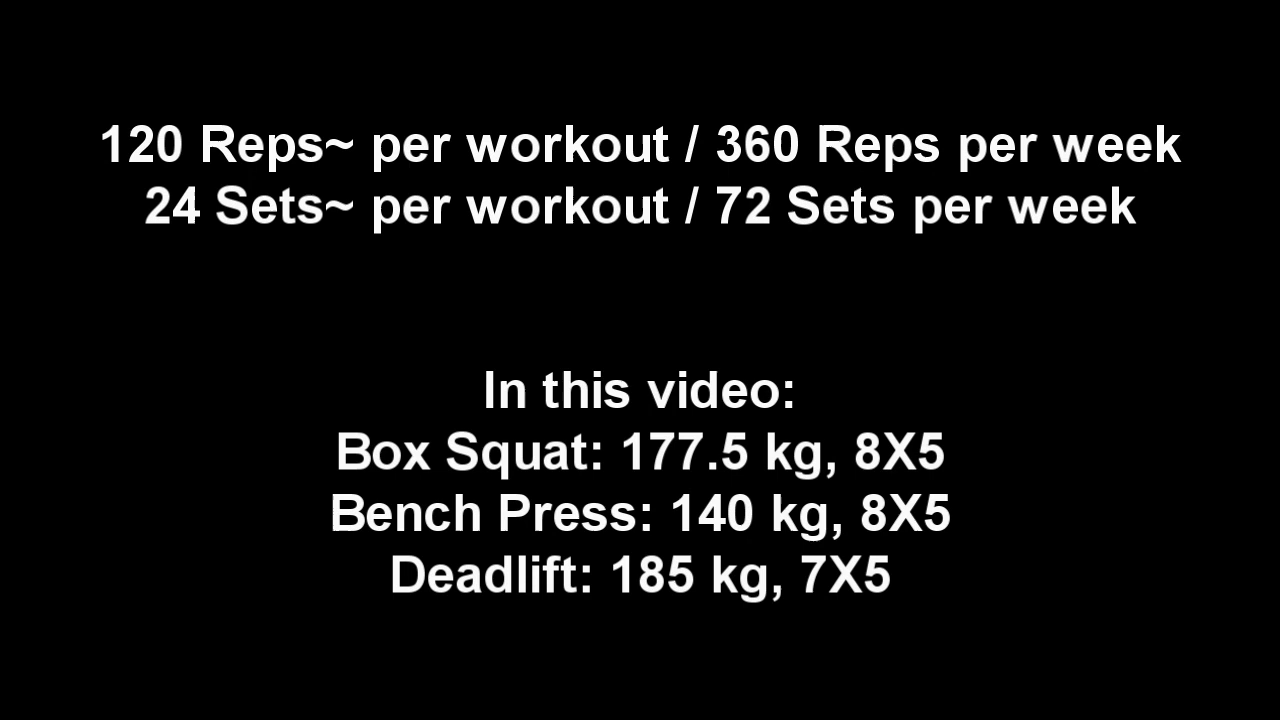 120 Reps~ per workout / 360 Reps per week
24 Sets~ per workout / 72 Sets per week
In this video:
Box Squat: 177.5 kg, 8X5
Bench Press: 140 kg, 8X5
Deadlift: 185 kg, 7X5